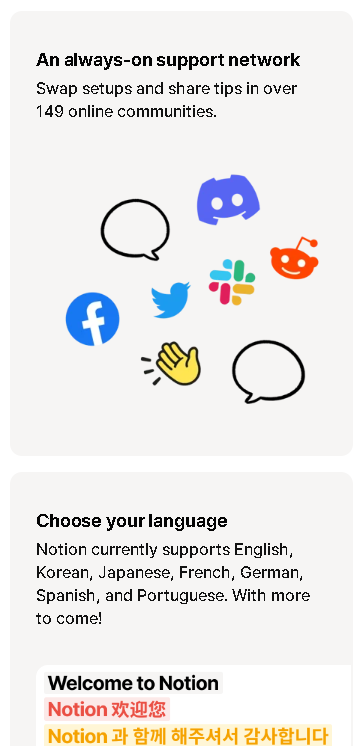 An always-on support network
Swap setups and share tips in over
149 online communities.
Choose your language
Notion currently supports English,
Korean, Japanese, French, German,
Spanish, and Portuguese. With more
to come!
Welcome to Notion
Notion 欢迎您
Notion 과 함께 해주셔서 감사합니다